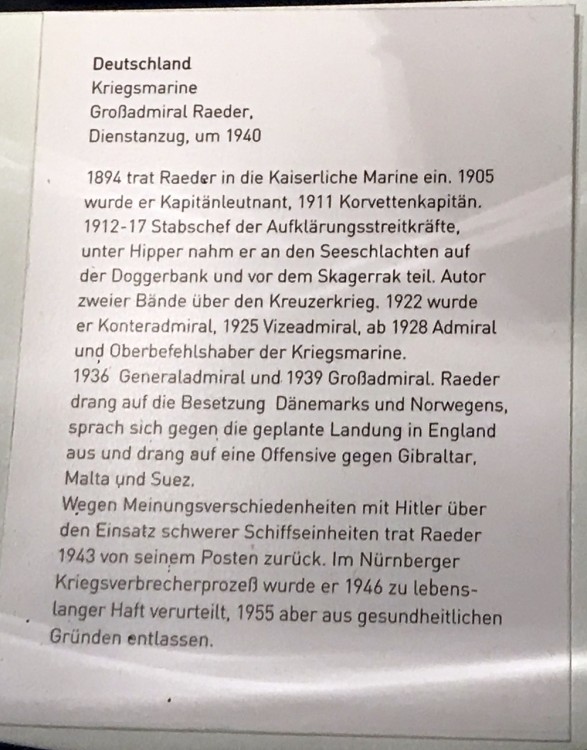 Deutschland
Kriegsmarine
Großadmiral Raeder,
Dienstanzug, um 1940
1894 trat Raeder in die Kaiserliche Marine ein. 1905
wurde er Kapitänleutnant, 1911 Korvettenkapitän.
1912-17 Stabschef der Aufklärungsstreitkräfte,
unter Hipper nahm er an den Seeschlachten auf
der Doggerbank und vor dem Skagerrak teil. Autor
zweier Bände über den Kreuzerkrieg. 1922 wurde
er Konteradmiral, 1925 Vizeadmiral, ab 1928 Admiral
und Oberbefehlshaber der Kriegsmarine.
1936 Generaladmiral und 1939 Großadmiral. Raeder
drang auf die Besetzung Dänemarks und Norwegens,
sprach sich gegen die geplante Landung in England
aus und drang auf eine Offensive gegen Gibraltar,
Malta und Suez.
Wegen Meinungsverschiedenheiten mit Hitler über
den Einsatz schwerer Schiffseinheiten trat Raeder
1943 von seinem Posten zurück. Im Nürnberger
Kriegsverbrecherprozeß wurde er 1946 zu lebens-
langer Haft verurteilt, 1955 aber aus gesundheitlichen
Gründen entlassen.